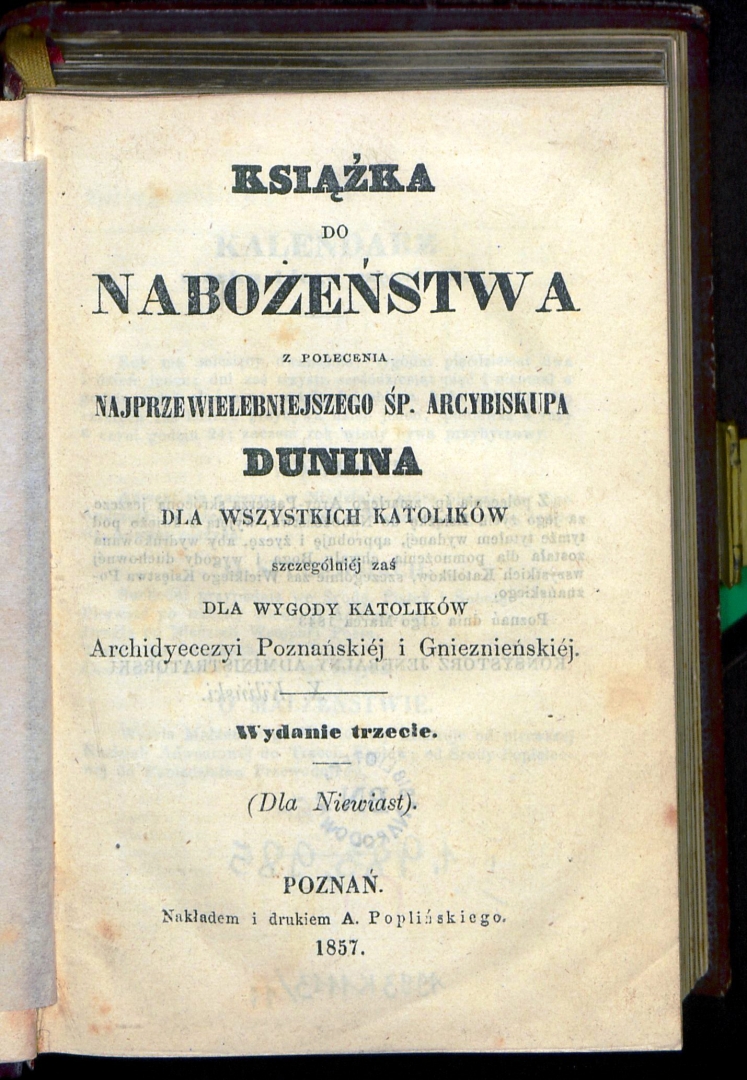 KSIĄŻKA
DO
NABOŻEŃSTWA
Z POLECENIA
NAJPRZEWIELEBNIEJSZEGO ŚP. ARCYBISKUPA
DUNINA
DLA WSZYSTKICH KATOLIKÓW
szczególniéj zaś
DLA WYGODY KATOLIKÓW
Archidyecezyi Poznańskiéj i Gnieznieńskiéj.
Wydanie trzecie.
(Dla Niewiast).
POZNAŃ.
Nakładem i drukiem A. Poplińskiego.
1857.